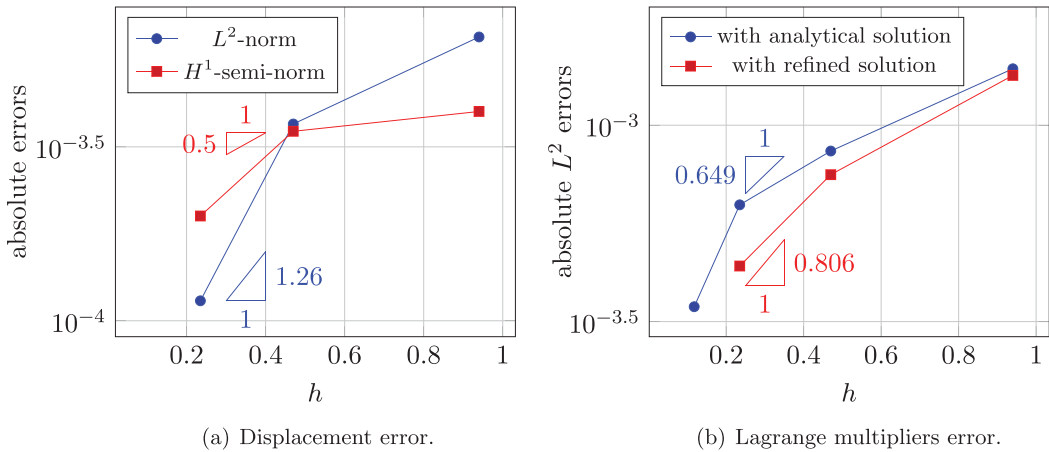 L²-norm
H¹-semi-norm
absolute errors
10^−3.5
10^−4
1
0.5
1.26
1
0.2 0.4 0.6 0.8 1
h
(a) Displacement error.
with analytical solution
with refined solution
absolute L² errors
10^−3
10^−3.5
1
0.649
0.806
1
0.2 0.4 0.6 0.8 1
h
(b) Lagrange multipliers error.